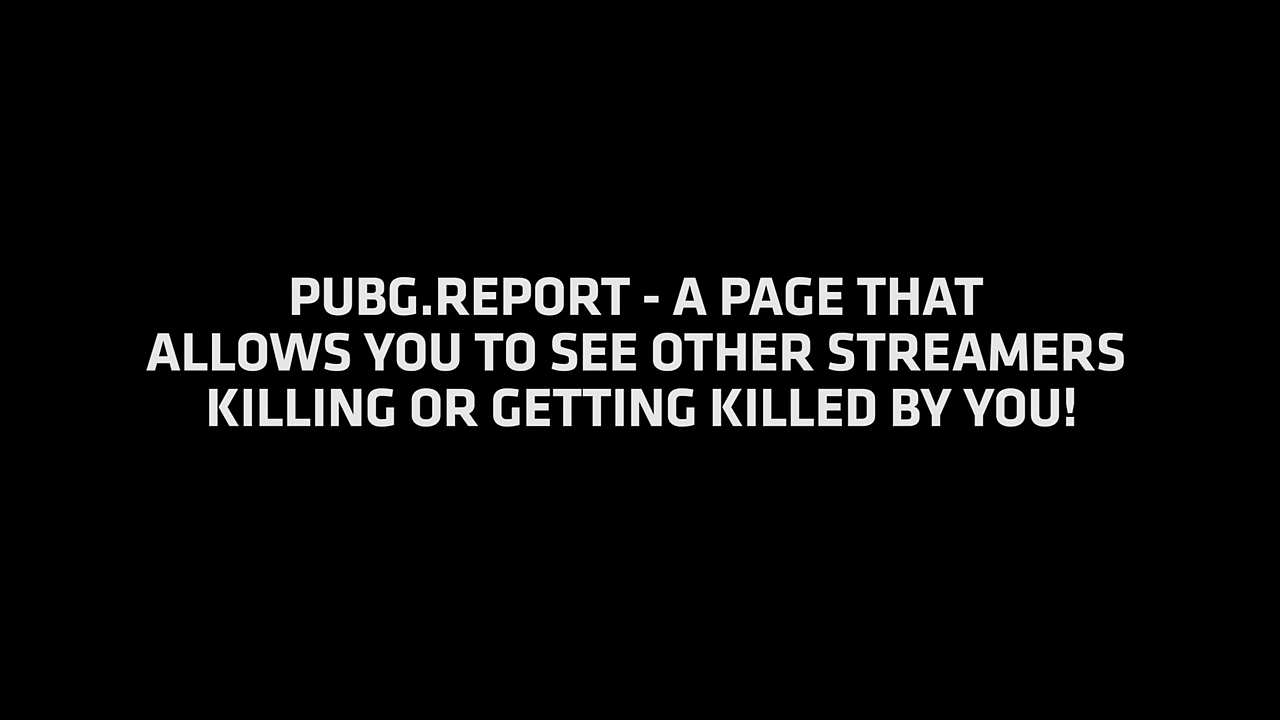 PUBG.REPORT - A PAGE THAT
ALLOWS YOU TO SEE OTHER STREAMERS
KILLING OR GETTING KILLED BY YOU!